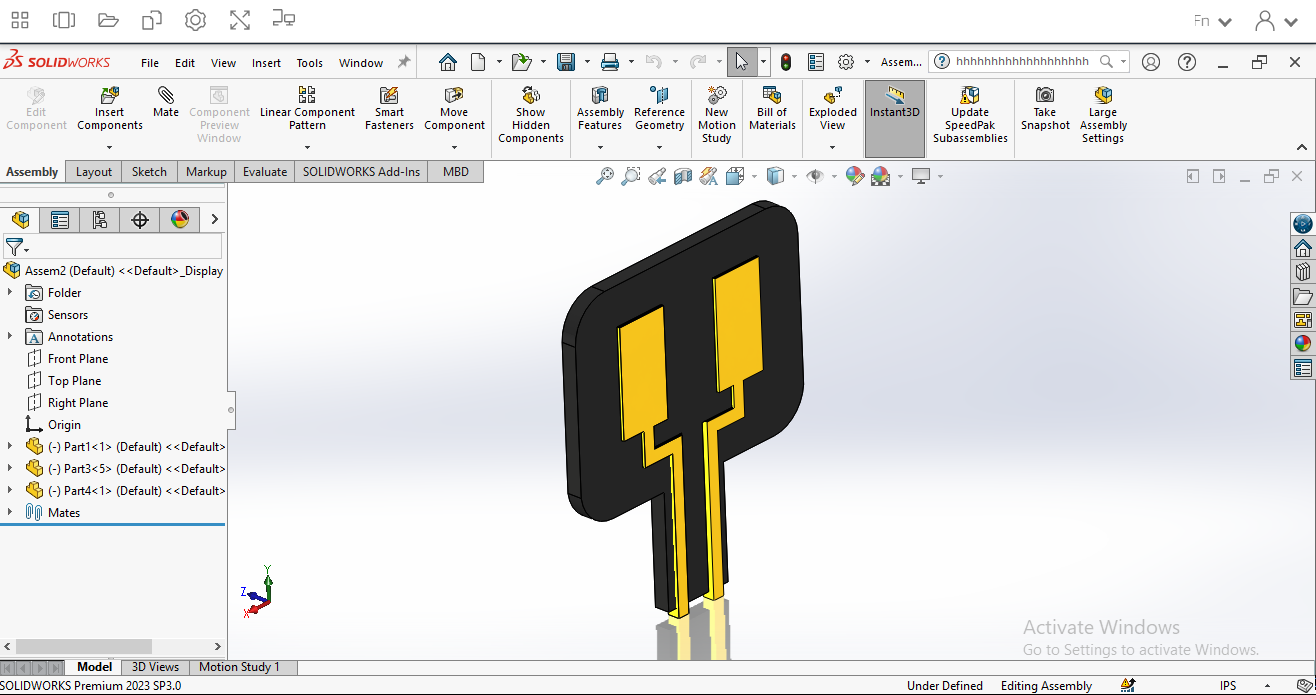 Fn
SOLIDWORKS
File Edit View Insert Tools Window
Assem...
hhhhhhhhhhhhhhhhhhh
Edit Component
Insert Components
Mate
Component Preview Window
Linear Component Pattern
Smart Fasteners
Move Component
Show Hidden Components
Assembly Features
Reference Geometry
New Motion Study
Bill of Materials
Exploded View
Instant3D
Update SpeedPak Subassemblies
Take Snapshot
Large Assembly Settings
Assembly Layout Sketch Markup Evaluate SOLIDWORKS Add-Ins MBD
Assem2 (Default) <<Default>_Display
Folder
Sensors
A Annotations
Front Plane
Top Plane
Right Plane
Origin
(-) Part1<1> (Default) <<Default>
(-) Part3<5> (Default) <<Default>
(-) Part4<1> (Default) <<Default>
Mates
Y
Z
X
Activate Windows
Go to Settings to activate Windows.
Model 3D Views Motion Study 1
SOLIDWORKS Premium 2023 SP3.0
Under Defined Editing Assembly IPS